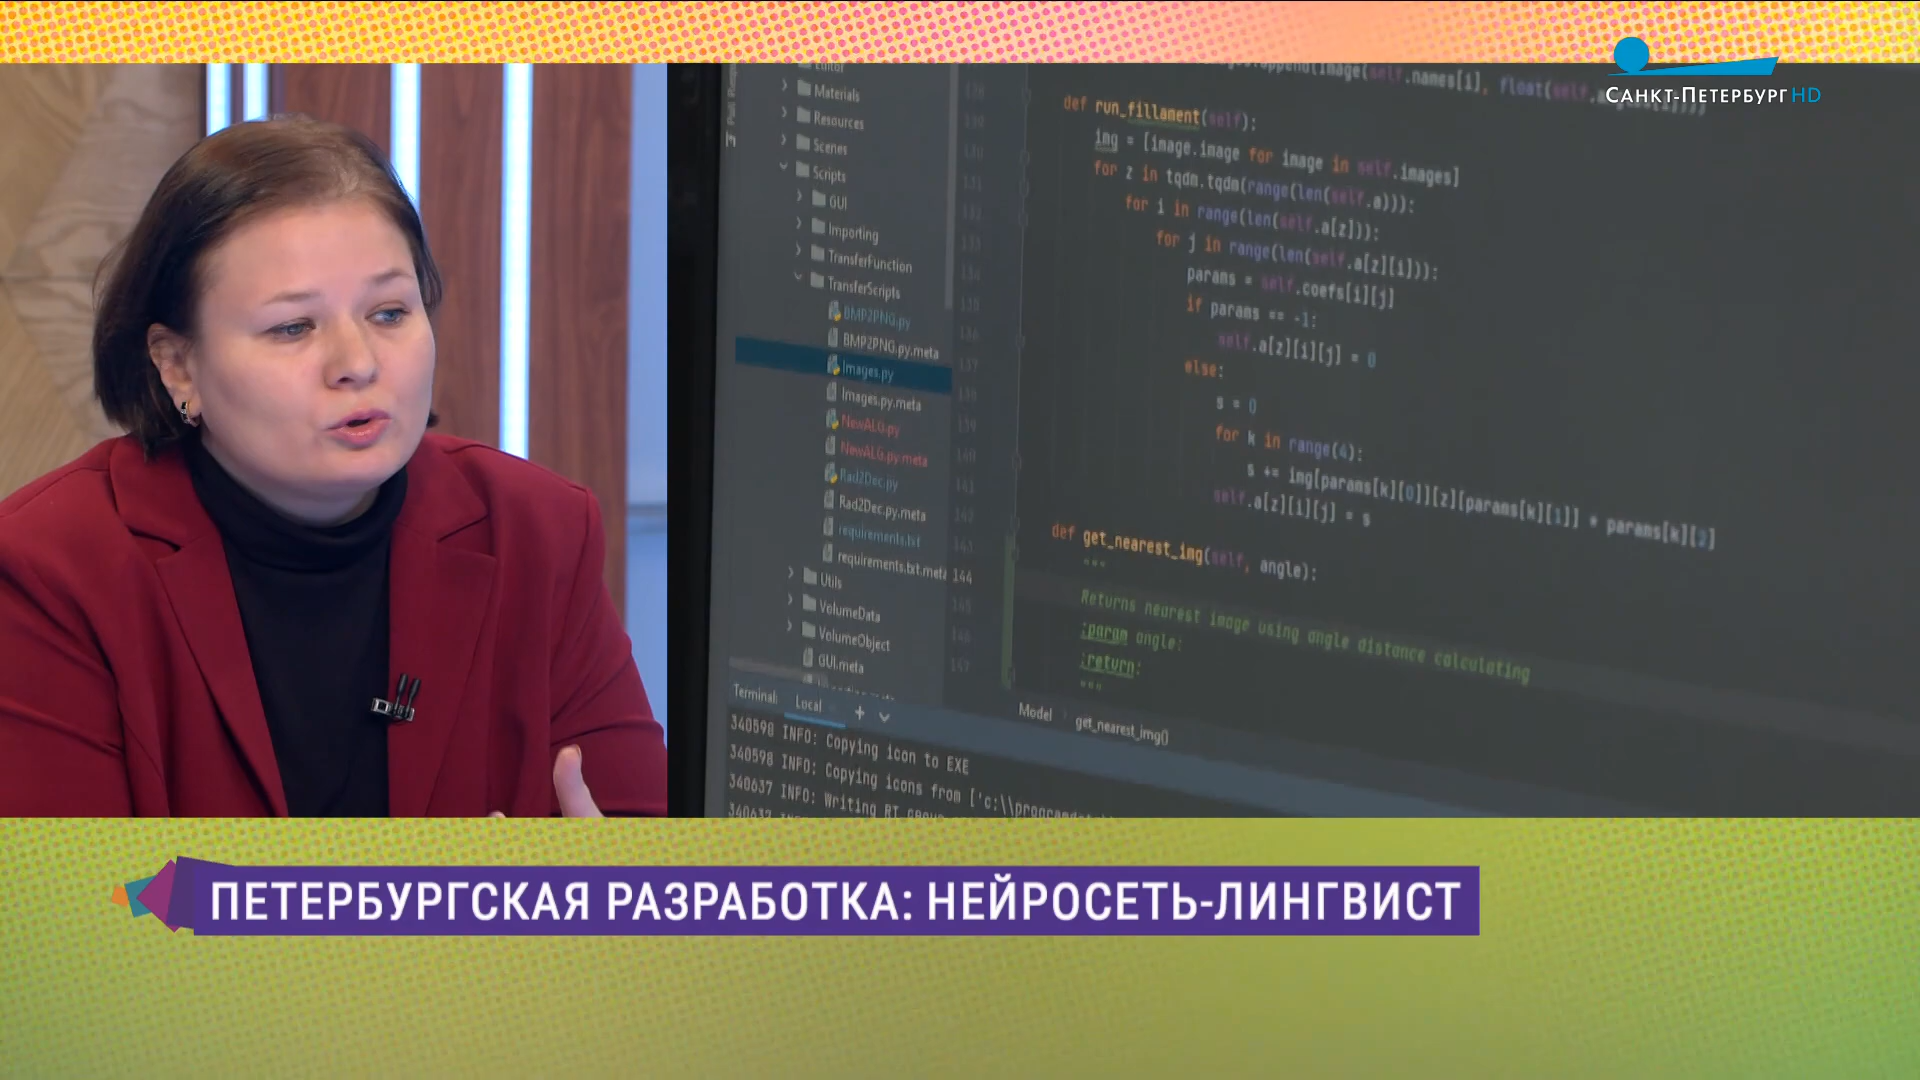 САНКТ-ПЕТЕРБУРГ HD
Editor
Materials
Resources
Scenes
Scripts
GUI
Importing
TransferFunction
TransferScripts
BMP2PNG.py
BMP2PNG.py.meta
Images.py
Images.py.meta
NewALG.py
NewALG.py.meta
Rad2Dec.py
Rad2Dec.py.meta
requirements.txt
requirements.txt.meta
Utils
VolumeData
VolumeObject
GUI.meta
def run_fillament(self):
img = [image.image for image in self.images]
for z in tqdm.tqdm(range(len(self.a))):
for i in range(len(self.a[z])):
for j in range(len(self.a[z][i])):
params = self.coefs[i][j]
if params == -1:
self.a[z][i][j] = 0
else:
s = 0
for k in range(4):
s += img[params[k][0]][z][params[k][1]] * params[k][2]
self.a[z][i][j] = s
def get_nearest_img(self, angle):
"""
Returns nearest image using angle distance calculating
:param angle:
:return:
"""
Model get_nearest_img()
Terminal: Local + 
340598 INFO: Copying icon to EXE
340598 INFO: Copying icons from ['c:\\programdata
340637 INFO: Writing RT_GROUP
ПЕТЕРБУРГСКАЯ РАЗРАБОТКА: НЕЙРОСЕТЬ-ЛИНГВИСТ